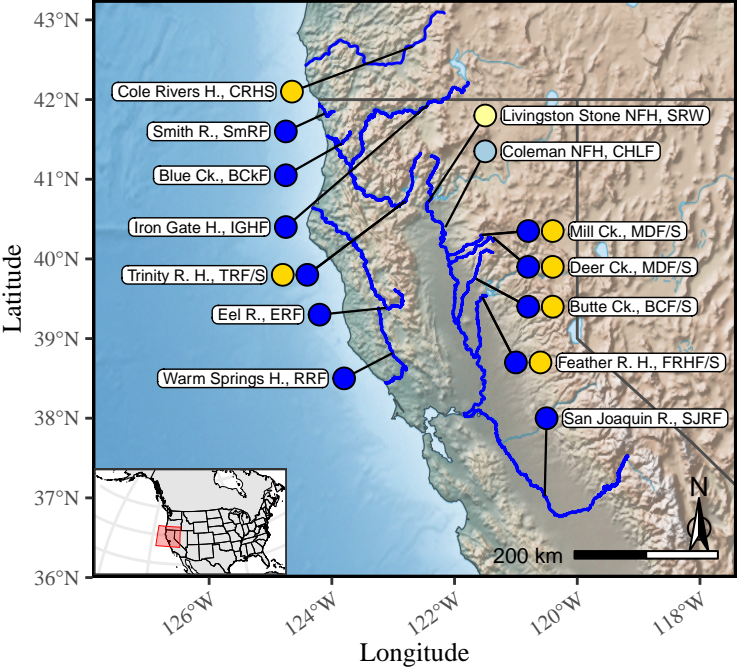 43°N
42°N
41°N
40°N
39°N
38°N
37°N
36°N
Latitude
Cole Rivers H., CRHS
Smith R., SmRF
Blue Ck., BCkF
Iron Gate H., IGHF
Trinity R. H., TRF/S
Eel R., ERF
Warm Springs H., RRF
Livingston Stone NFH, SRW
Coleman NFH, CHLF
Mill Ck., MDF/S
Deer Ck., MDF/S
Butte Ck., BCF/S
Feather R. H., FRHF/S
San Joaquin R., SJRF
N
200 km
126°W
124°W
122°W
120°W
118°W
Longitude